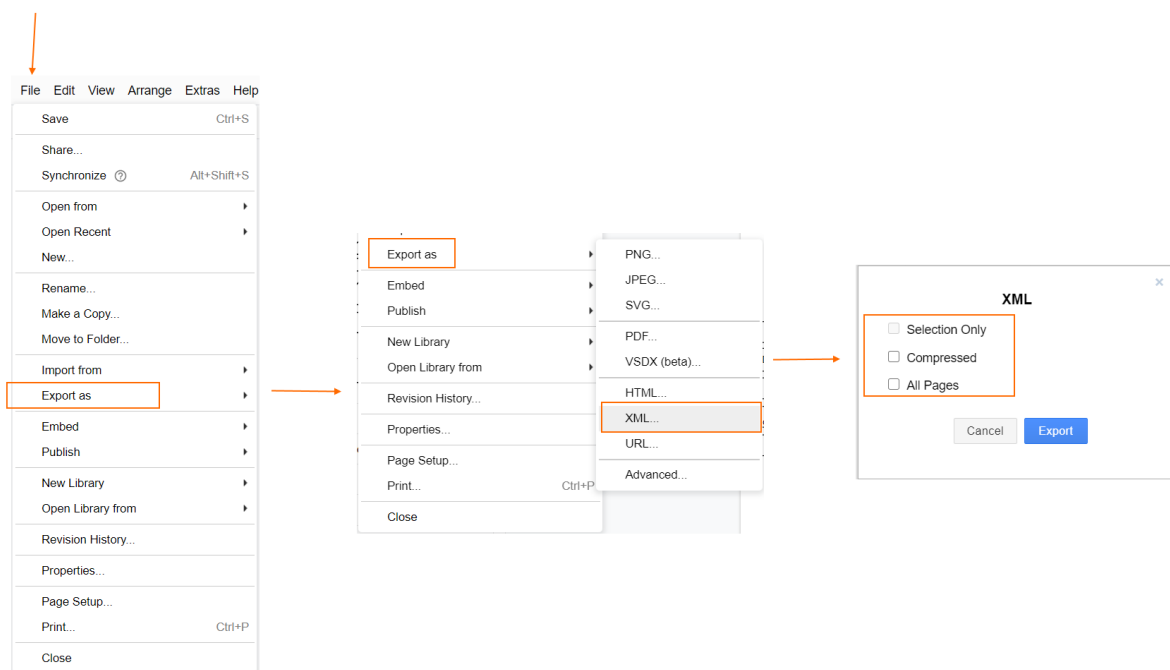 File Edit View Arrange Extras Help
Save Ctrl+S
Share...
Synchronize ? Alt+Shift+S
Open from
Open Recent
New...
Rename...
Make a Copy...
Move to Folder...
Import from
Export as
Embed
Publish
New Library
Open Library from
Revision History...
Properties...
Page Setup...
Print... Ctrl+P
Close
Export as
Embed
Publish
New Library
Open Library from
Revision History...
Properties...
Page Setup...
Print... Ctrl+P
Close
PNG...
JPEG...
SVG...
PDF...
VSDX (beta)...
HTML...
XML...
URL...
Advanced...
XML
Selection Only
Compressed
All Pages
Cancel Export